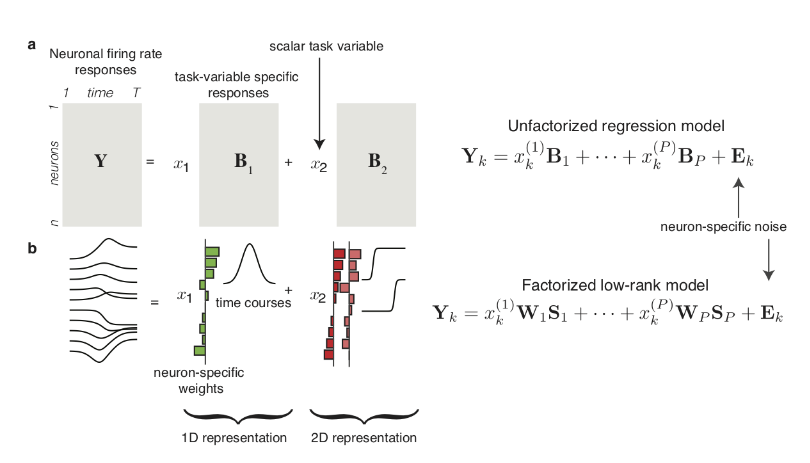 a
Neuronal firing rate
responses
1 time T
1
neurons
n
scalar task variable
task-variable specific
responses
Y = x₁ B₁ + x₂ B₂
b
= x₁ time courses + x₂
neuron-specific
weights
1D representation
2D representation
Unfactorized regression model
Yₖ = xₖ⁽¹⁾B₁ + ··· + xₖ⁽ᴾ⁾B_P + Eₖ
neuron-specific noise
Factorized low-rank model
Yₖ = xₖ⁽¹⁾W₁S₁ + ··· + xₖ⁽ᴾ⁾W_PS_P + Eₖ